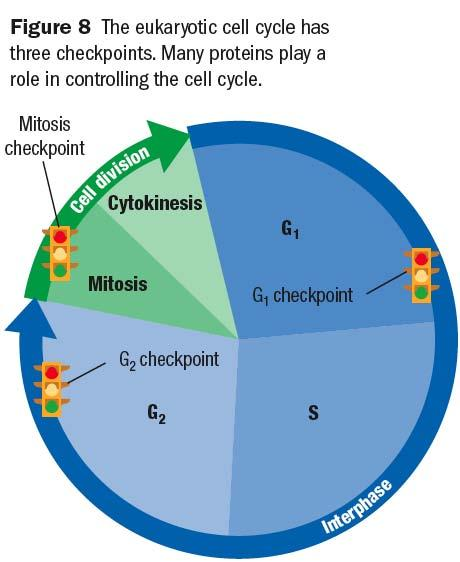 Figure 8 The eukaryotic cell cycle has
three checkpoints. Many proteins play a
role in controlling the cell cycle.
Mitosis
checkpoint
Cell division
Cytokinesis
G₁
Mitosis
G₁ checkpoint
G₂ checkpoint
G₂
S
Interphase